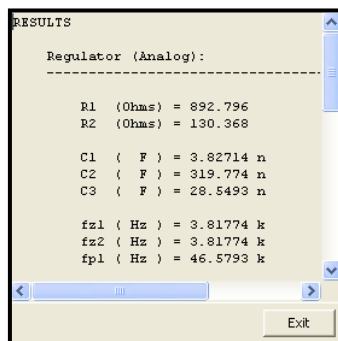 RESULTS
Regulator (Analog):
--------------------------------
R1 (Ohms) = 892.796
R2 (Ohms) = 130.368
C1 ( F ) = 3.82714 n
C2 ( F ) = 319.774 n
C3 ( F ) = 28.5493 n
fz1 ( Hz ) = 3.81774 k
fz2 ( Hz ) = 3.81774 k
fp1 ( Hz ) = 46.5793 k
Exit